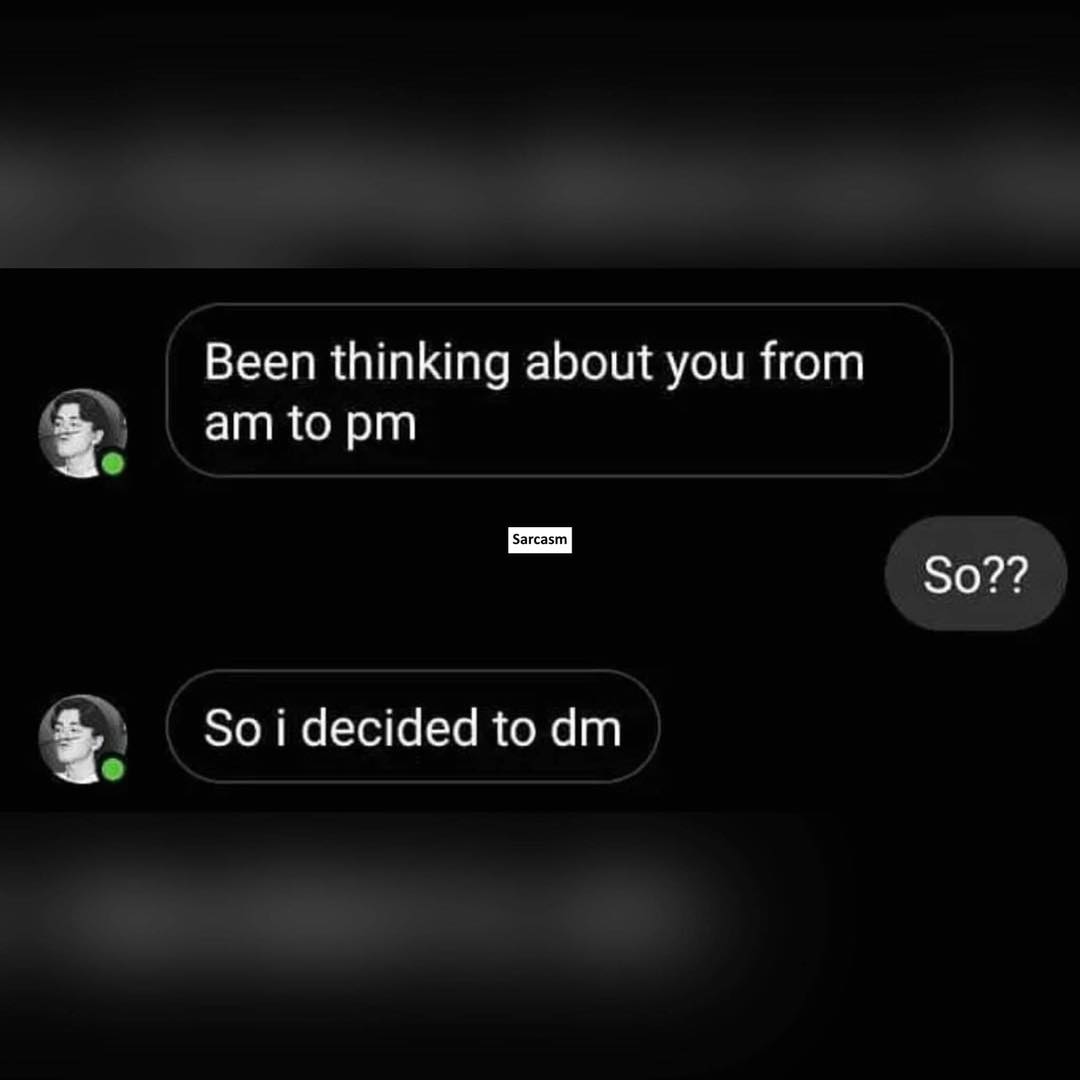 Been thinking about you from
am to pm
Sarcasm
So??
So i decided to dm